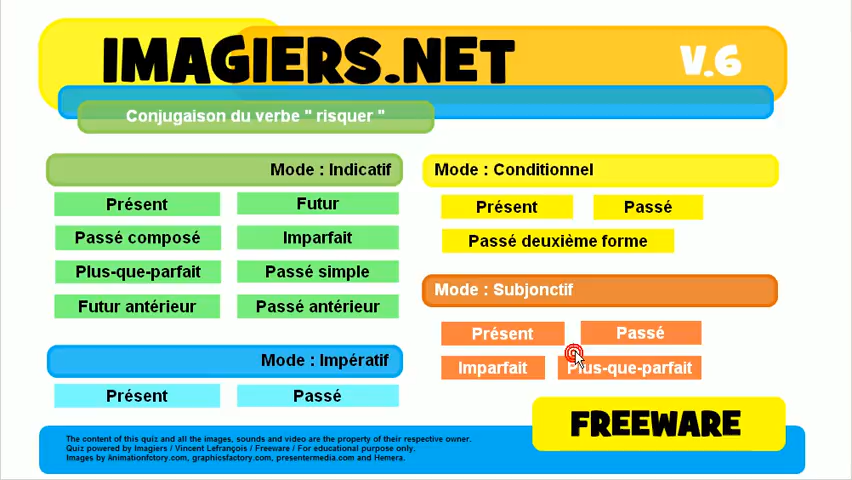 IMAGIERS.NET
V.6
Conjugaison du verbe " risquer "
Mode : Indicatif
Présent
Futur
Passé composé
Imparfait
Plus-que-parfait
Passé simple
Futur antérieur
Passé antérieur
Mode : Impératif
Présent
Passé
Mode : Conditionnel
Présent
Passé
Passé deuxième forme
Mode : Subjonctif
Présent
Passé
Imparfait
Plus-que-parfait
FREEWARE
The content of this quiz and all the images, sounds and video are the property of their respective owner.
Quiz powered by Imagiers / Vincent Lefrançois / Freeware / For educational purpose only.
Images by Animationfctory.com, graphicsfactory.com, presentermedia.com and Hemera.